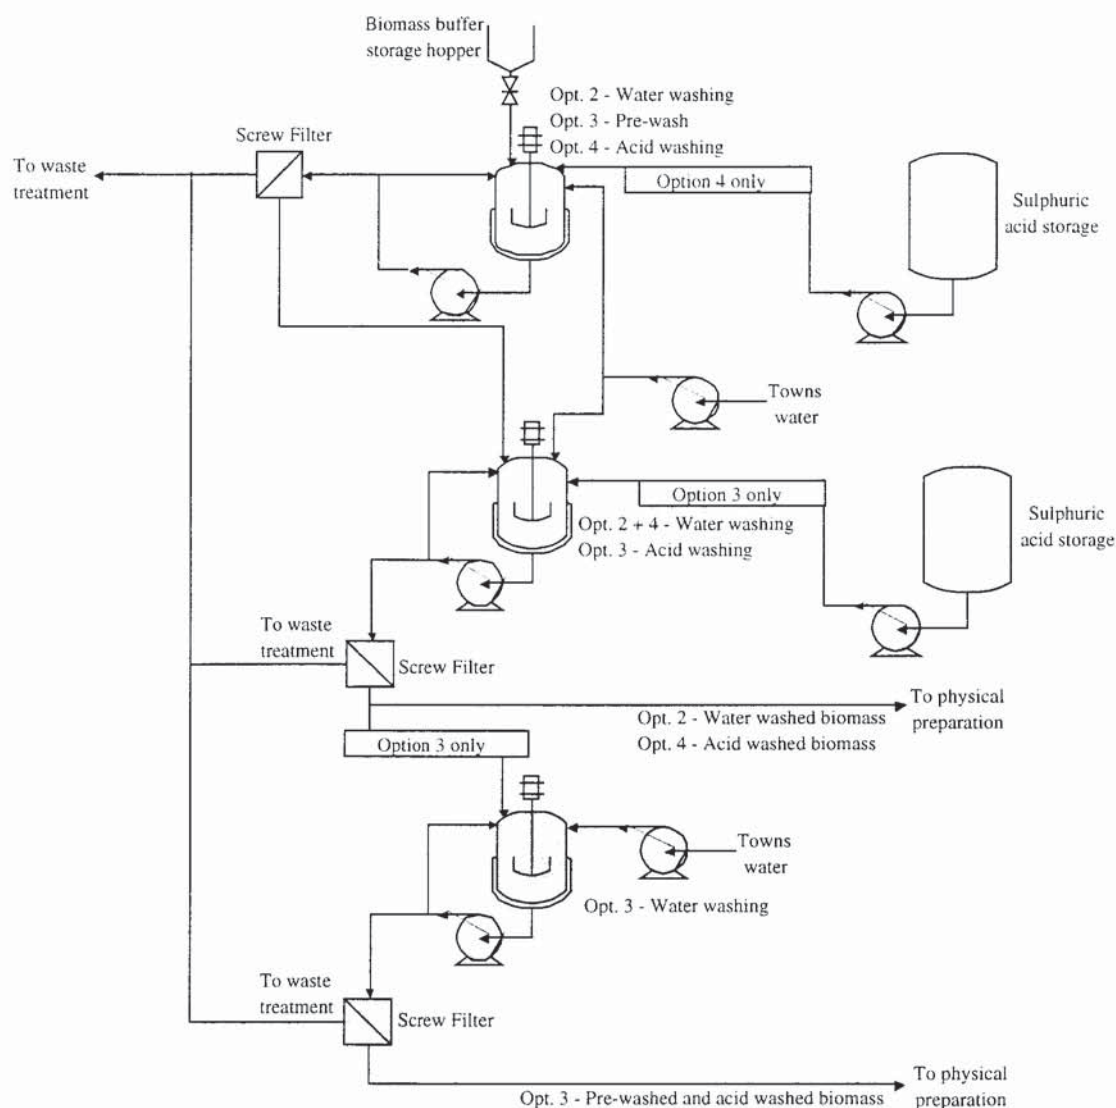 Biomass buffer
storage hopper
Opt. 2 - Water washing
Opt. 3 - Pre-wash
Opt. 4 - Acid washing
Screw Filter
To waste
treatment
Option 4 only
Sulphuric
acid storage
Towns
water
Option 3 only
Opt. 2 + 4 - Water washing
Opt. 3 - Acid washing
Sulphuric
acid storage
To waste
treatment
Screw Filter
To physical
preparation
Opt. 2 - Water washed biomass
Opt. 4 - Acid washed biomass
Option 3 only
Towns
water
Opt. 3 - Water washing
To waste
treatment
Screw Filter
To physical
preparation
Opt. 3 - Pre-washed and acid washed biomass